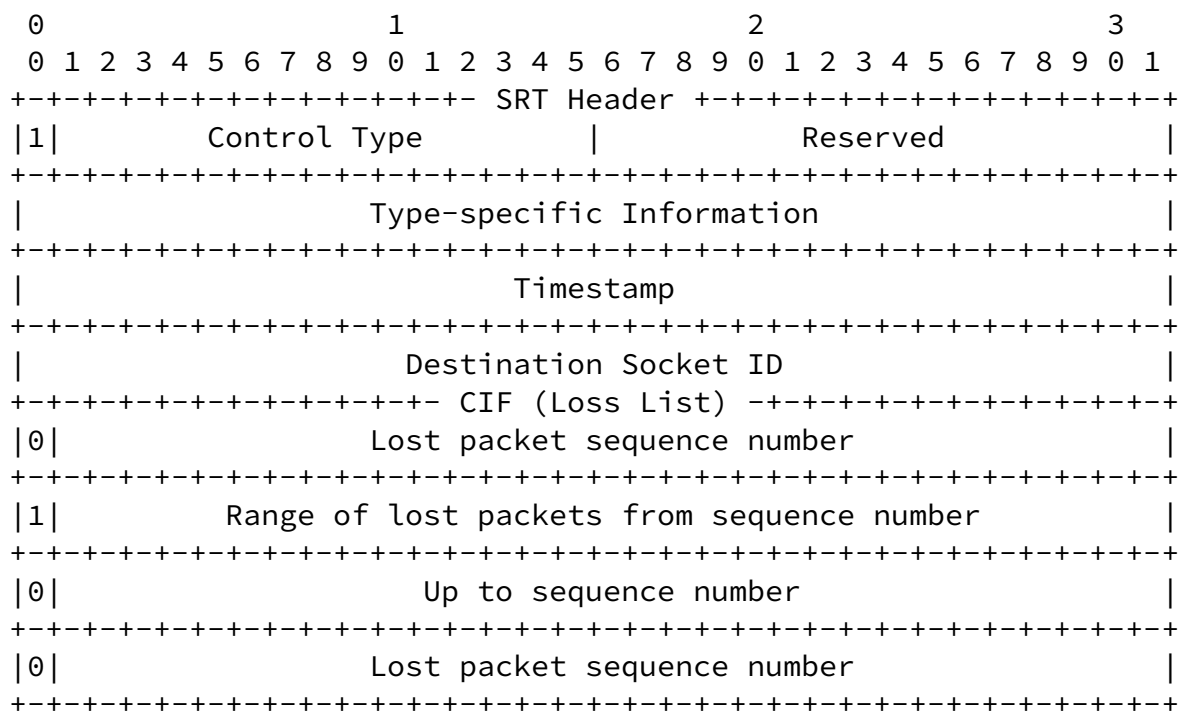 0                   1                   2                   3
 0 1 2 3 4 5 6 7 8 9 0 1 2 3 4 5 6 7 8 9 0 1 2 3 4 5 6 7 8 9 0 1
+-+-+-+-+-+-+-+-+-+-+-+-+- SRT Header +-+-+-+-+-+-+-+-+-+-+-+-+-+
|1|        Control Type         |           Reserved            |
+-+-+-+-+-+-+-+-+-+-+-+-+-+-+-+-+-+-+-+-+-+-+-+-+-+-+-+-+-+-+-+-+
|                   Type-specific Information                   |
+-+-+-+-+-+-+-+-+-+-+-+-+-+-+-+-+-+-+-+-+-+-+-+-+-+-+-+-+-+-+-+-+
|                           Timestamp                           |
+-+-+-+-+-+-+-+-+-+-+-+-+-+-+-+-+-+-+-+-+-+-+-+-+-+-+-+-+-+-+-+-+
|                     Destination Socket ID                     |
+-+-+-+-+-+-+-+-+-+-+-+- CIF (Loss List) -+-+-+-+-+-+-+-+-+-+-+-+
|0|                 Lost packet sequence number                 |
+-+-+-+-+-+-+-+-+-+-+-+-+-+-+-+-+-+-+-+-+-+-+-+-+-+-+-+-+-+-+-+-+
|1|         Range of lost packets from sequence number          |
+-+-+-+-+-+-+-+-+-+-+-+-+-+-+-+-+-+-+-+-+-+-+-+-+-+-+-+-+-+-+-+-+
|0|                    Up to sequence number                    |
+-+-+-+-+-+-+-+-+-+-+-+-+-+-+-+-+-+-+-+-+-+-+-+-+-+-+-+-+-+-+-+-+
|0|                 Lost packet sequence number                 |
+-+-+-+-+-+-+-+-+-+-+-+-+-+-+-+-+-+-+-+-+-+-+-+-+-+-+-+-+-+-+-+-+